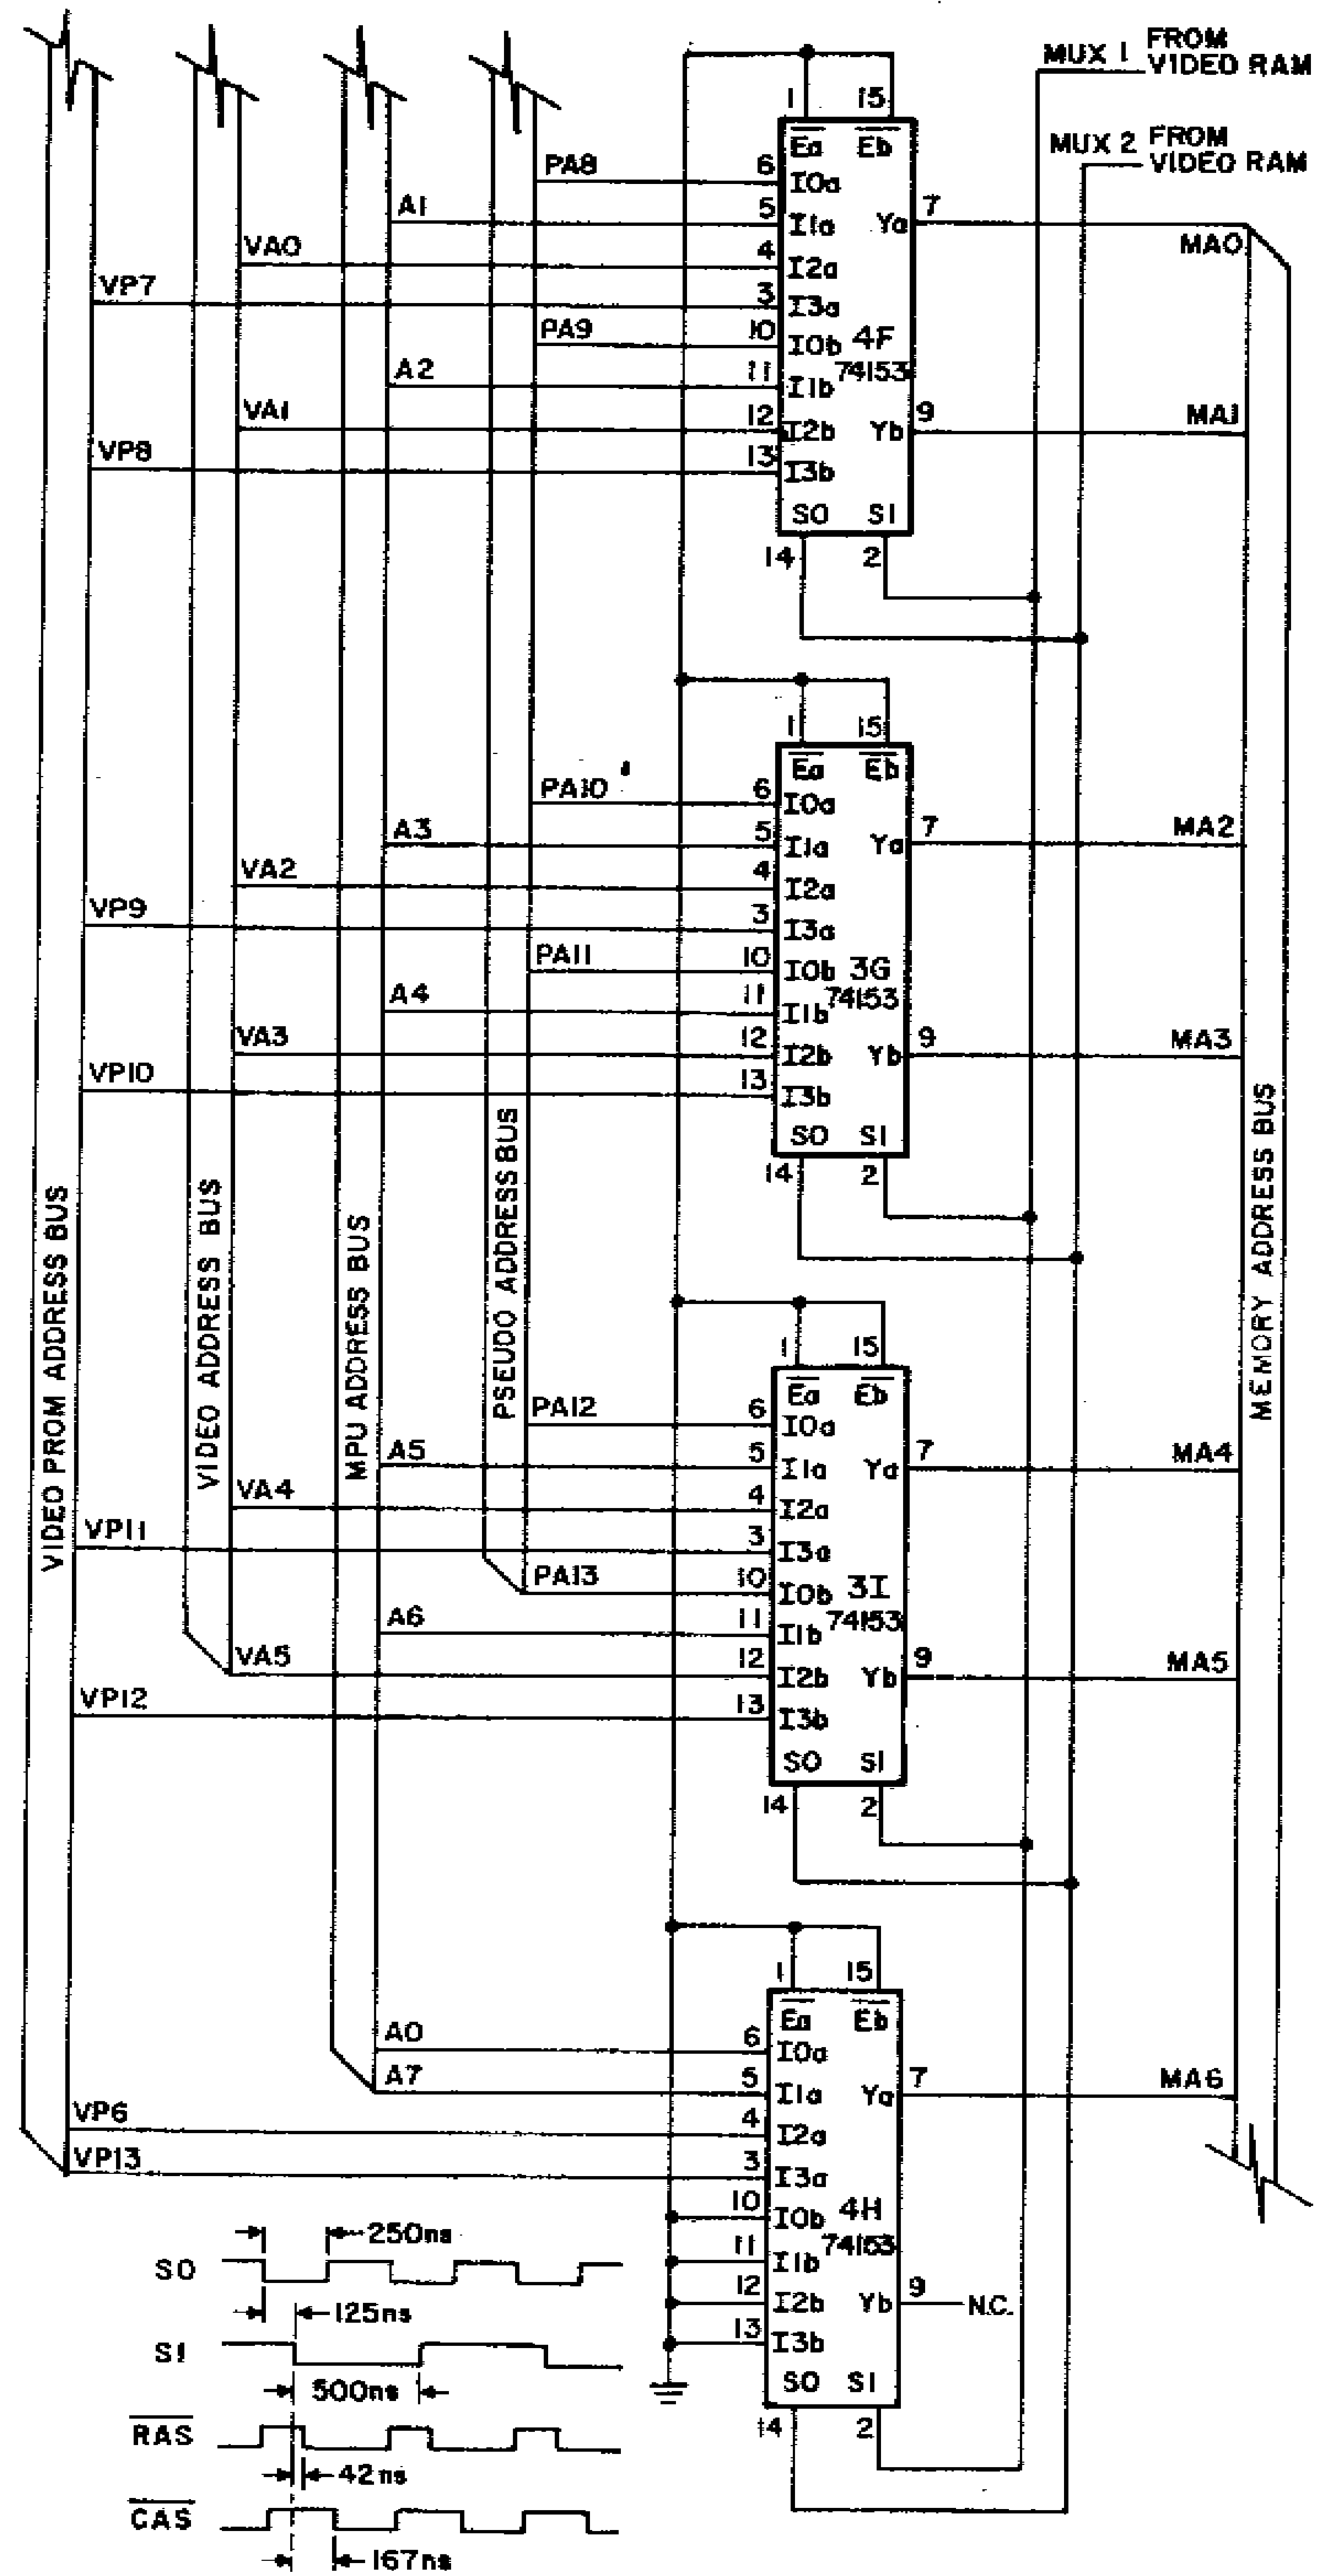 MUX 1 FROM
VIDEO RAM
MUX 2 FROM
VIDEO RAM
1 15
Ea Eb
PA8 6 I0a
A1 5 I1a Ya 7 MA0
VA0 4 I2a
VP7 3 I3a
PA9 10 I0b 4F
A2 11 I1b 74153
VA1 12 I2b Yb 9 MA1
VP8 13 I3b
S0 S1
14 2
1 15
Ea Eb
PA10 6 I0a
A3 5 I1a Ya 7 MA2
VA2 4 I2a
VP9 3 I3a
PA11 10 I0b 3G
A4 11 I1b 74153
VA3 12 I2b Yb 9 MA3
VP10 13 I3b
S0 S1
14 2
VIDEO PROM ADDRESS BUS
VIDEO ADDRESS BUS
MPU ADDRESS BUS
PSEUDO ADDRESS BUS
MEMORY ADDRESS BUS
1 15
Ea Eb
PA12 6 I0a
A5 5 I1a Ya 7 MA4
VA4 4 I2a
VP11 3 I3a
PA13 10 I0b 3I
A6 11 I1b 74153
VA5 12 I2b Yb 9 MA5
VP12 13 I3b
S0 S1
14 2
1 15
Ea Eb
A0 6 I0a
A7 5 I1a Ya 7 MA6
VP6 4 I2a
VP13 3 I3a
10 I0b 4H
11 I1b 74153
12 I2b Yb 9 N.C.
13 I3b
S0 S1
14 2
250ns
S0
125ns
S1
500ns
RAS
42ns
CAS
167ns